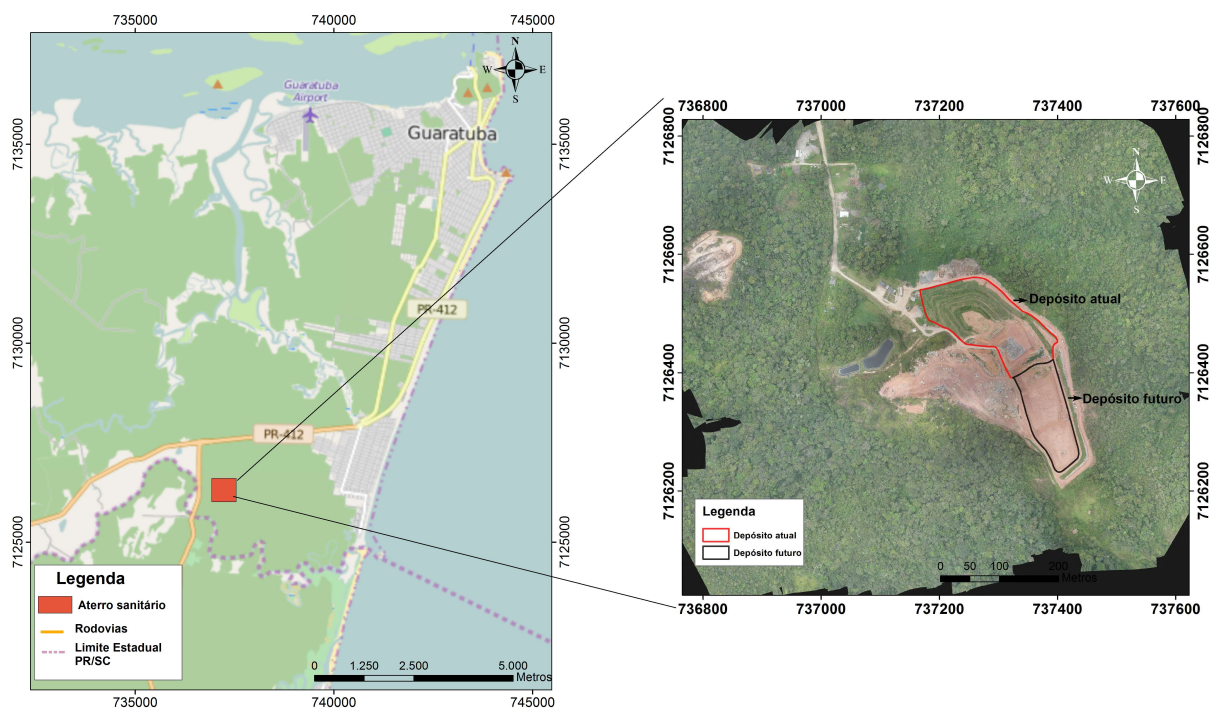 735000
740000
745000
N
W
E
S
Guaratuba
Airport
Guaratuba
PR-412
PR-412
7135000
7130000
7125000
7135000
7130000
7125000
Legenda
Aterro sanitário
Rodovias
Limite Estadual
PR/SC
0
1.250
2.500
5.000
Metros
735000
740000
745000
736800
737000
737200
737400
737600
7126800
7126600
7126400
7126200
7126800
7126600
7126400
7126200
N
W
E
S
Depósito atual
Depósito futuro
Legenda
Depósito atual
Depósito futuro
0
50
100
200
Metros
736800
737000
737200
737400
737600